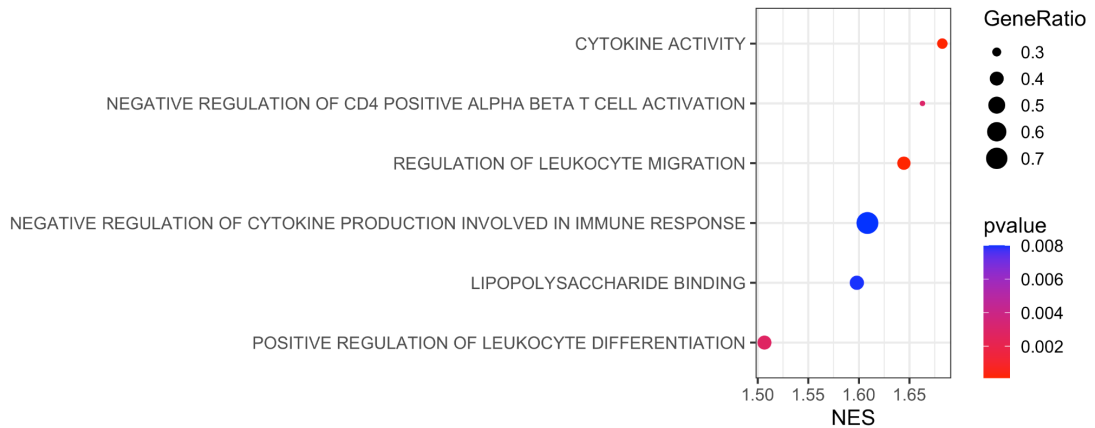 CYTOKINE ACTIVITY
NEGATIVE REGULATION OF CD4 POSITIVE ALPHA BETA T CELL ACTIVATION
REGULATION OF LEUKOCYTE MIGRATION
NEGATIVE REGULATION OF CYTOKINE PRODUCTION INVOLVED IN IMMUNE RESPONSE
LIPOPOLYSACCHARIDE BINDING
POSITIVE REGULATION OF LEUKOCYTE DIFFERENTIATION
1.50 1.55 1.60 1.65
NES
GeneRatio
0.3
0.4
0.5
0.6
0.7
pvalue
0.008
0.006
0.004
0.002